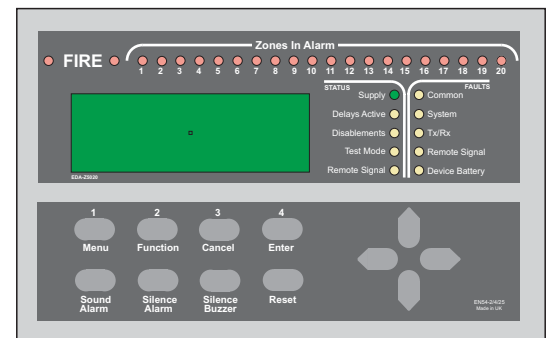 Zones In Alarm
FIRE
1 2 3 4 5 6 7 8 9 10 11 12 13 14 15 16 17 18 19 20
STATUS
FAULTS
Supply
Common
Delays Active
System
Disablements
Tx/Rx
Test Mode
Remote Signal
Remote Signal
Device Battery
EDA-Z5020
1 2 3 4
Menu Function Cancel Enter
Sound Alarm
Silence Alarm
Silence Buzzer
Reset
EN54-2/4/25
Made in UK